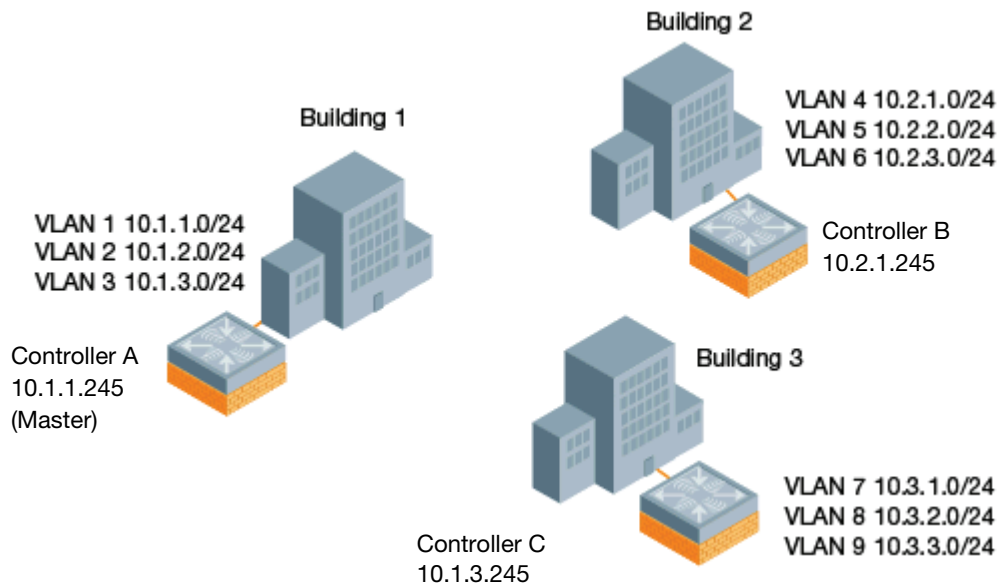 Building 2
VLAN 4 10.2.1.0/24
VLAN 5 10.2.2.0/24
VLAN 6 10.2.3.0/24
Controller B
10.2.1.245
Building 1
VLAN 1 10.1.1.0/24
VLAN 2 10.1.2.0/24
VLAN 3 10.1.3.0/24
Controller A
10.1.1.245
(Master)
Building 3
VLAN 7 10.3.1.0/24
VLAN 8 10.3.2.0/24
VLAN 9 10.3.3.0/24
Controller C
10.1.3.245